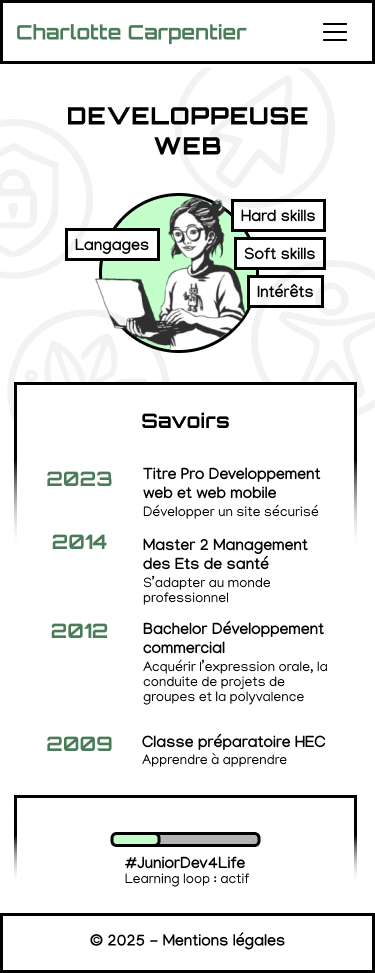 Charlotte Carpentier
DEVELOPPEUSE
WEB
Langages
Hard skills
Soft skills
Intérêts
Savoirs
2023
Titre Pro Developpement
web et web mobile
Développer un site sécurisé
2014
Master 2 Management
des Ets de santé
S'adapter au monde
professionnel
2012
Bachelor Développement
commercial
Acquérir l'expression orale, la
conduite de projets de
groupes et la polyvalence
2009
Classe préparatoire HEC
Apprendre à apprendre
#JuniorDev4Life
Learning loop : actif
© 2025 - Mentions légales